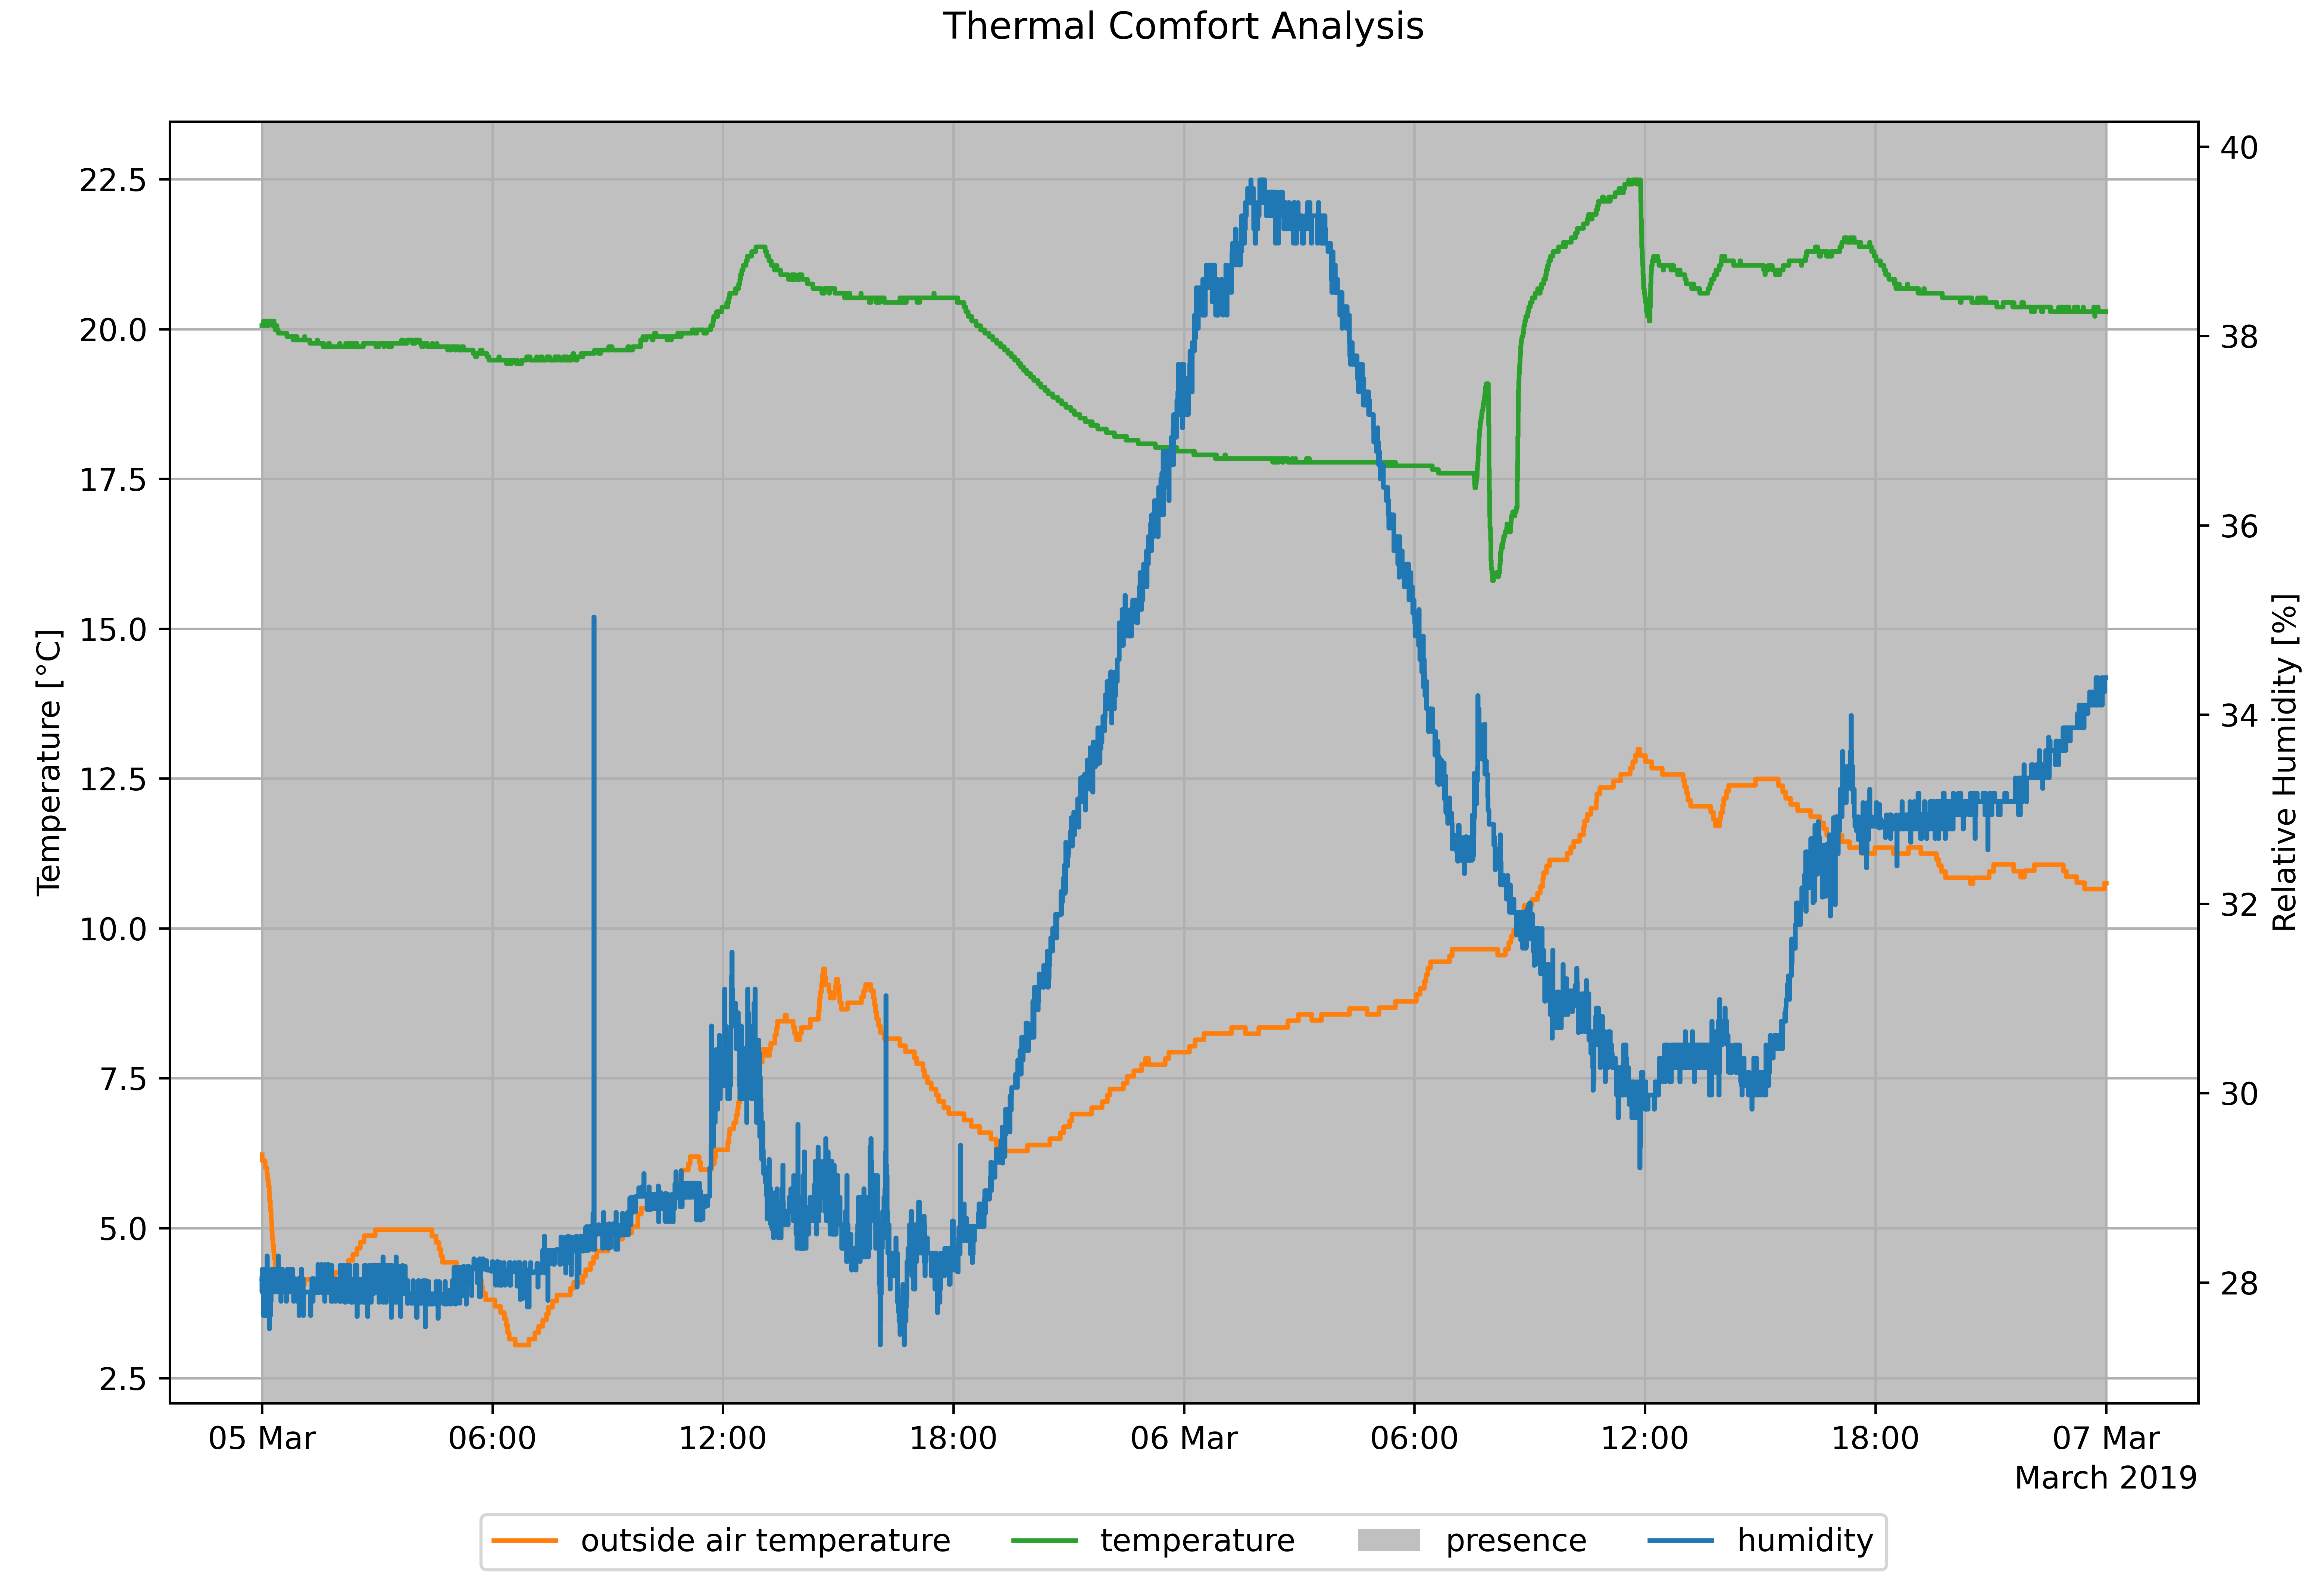 Thermal Comfort Analysis
22.5
20.0
17.5
15.0
12.5
10.0
7.5
5.0
2.5
Temperature [°C]
40
38
36
34
32
30
28
Relative Humidity [%]
05 Mar 06:00 12:00 18:00 06 Mar 06:00 12:00 18:00 07 Mar
March 2019
outside air temperature temperature presence humidity